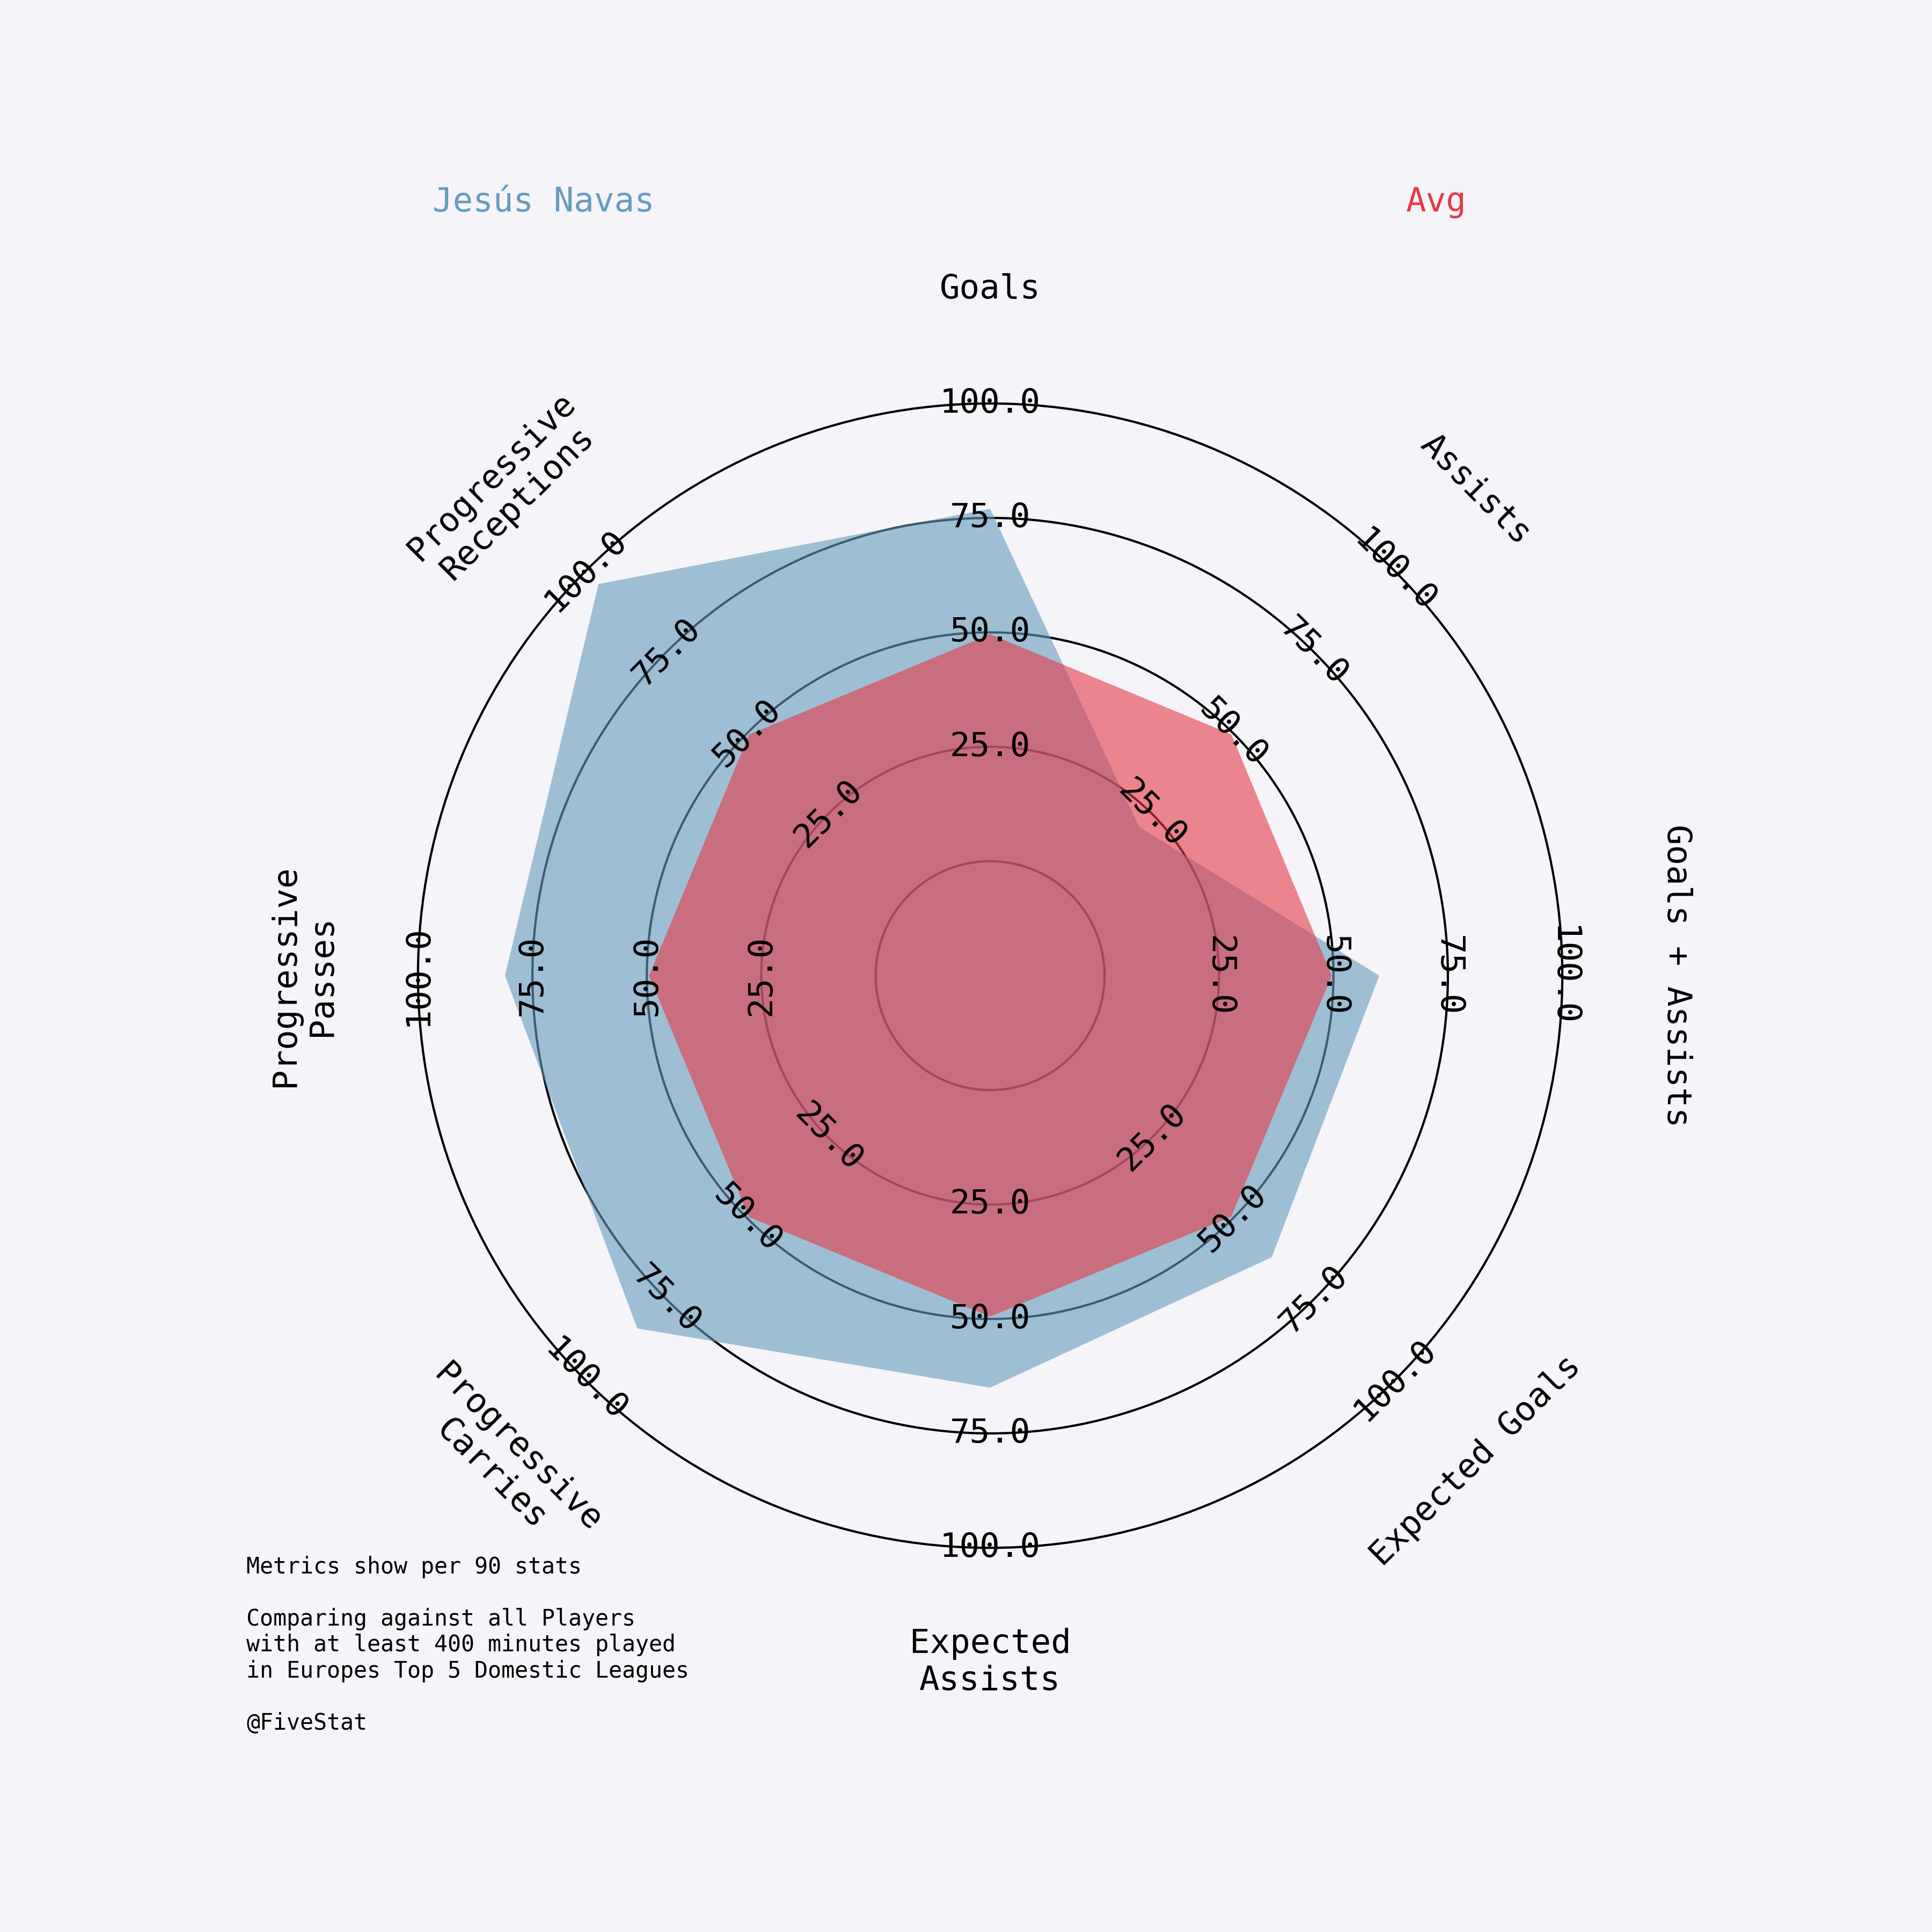 Jesús Navas
Avg
Goals
Assists
Goals + Assists
Expected Goals
Expected
Assists
Progressive
Carries
Progressive
Passes
Progressive
Receptions
25.0
50.0
75.0
100.0
25.0
50.0
75.0
100.0
25.0
50.0
75.0
100.0
25.0
50.0
75.0
100.0
25.0
50.0
75.0
100.0
25.0
50.0
75.0
100.0
25.0
50.0
75.0
100.0
25.0
50.0
75.0
100.0
Metrics show per 90 stats
Comparing against all Players
with at least 400 minutes played
in Europes Top 5 Domestic Leagues
@FiveStat